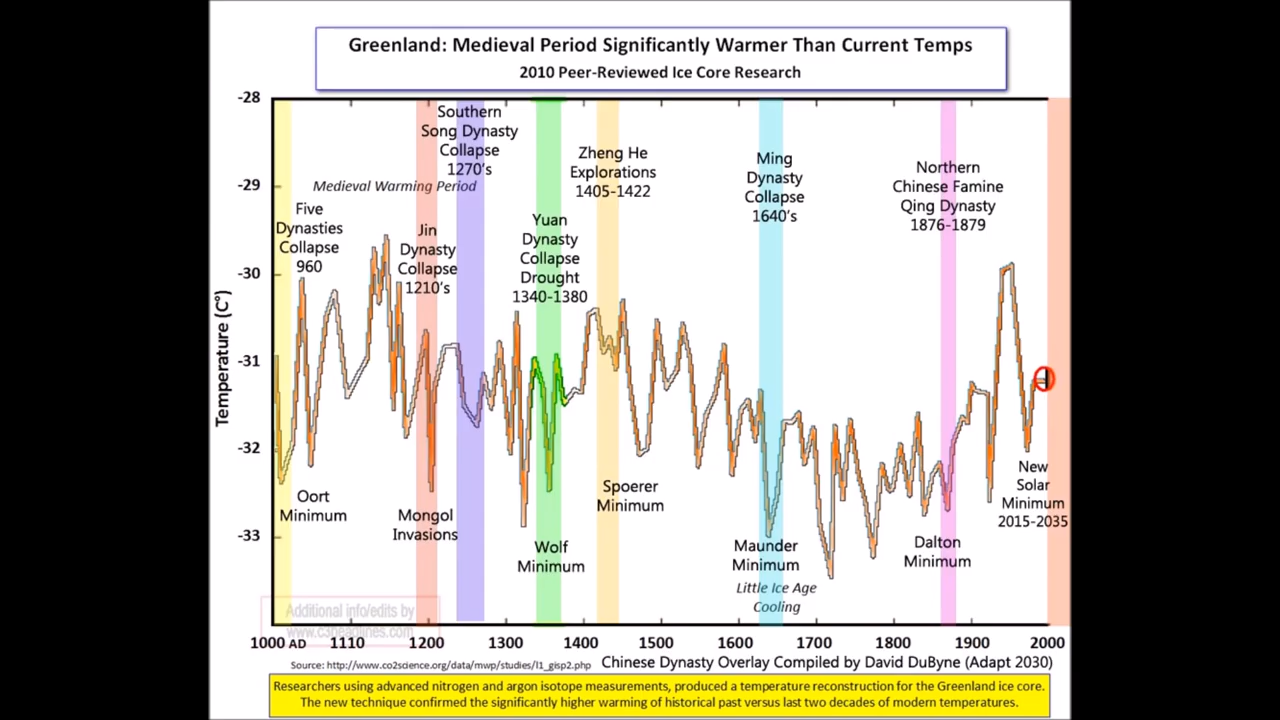 Greenland: Medieval Period Significantly Warmer Than Current Temps
2010 Peer-Reviewed Ice Core Research
-28
-29
-30
-31
-32
-33
Temperature (C°)
Southern
Song Dynasty
Collapse
1270's
Medieval Warming Period
Five
Dynasties
Collapse
960
Jin
Dynasty
Collapse
1210's
Yuan
Dynasty
Collapse
Drought
1340-1380
Zheng He
Explorations
1405-1422
Ming
Dynasty
Collapse
1640's
Northern
Chinese Famine
Qing Dynasty
1876-1879
Oort
Minimum
Mongol
Invasions
Wolf
Minimum
Spoerer
Minimum
Maunder
Minimum
Little Ice Age
Cooling
Dalton
Minimum
New
Solar
Minimum
2015-2035
Additional info/edits by
www.c3headlines.com
1000 AD 1100 1200 1300 1400 1500 1600 1700 1800 1900 2000
Source: http://www.co2science.org/data/mwp/studies/l1_gisp2.php
Chinese Dynasty Overlay Compiled by David DuByne (Adapt 2030)
Researchers using advanced nitrogen and argon isotope measurements, produced a temperature reconstruction for the Greenland ice core.
The new technique confirmed the significantly higher warming of historical past versus last two decades of modern temperatures.